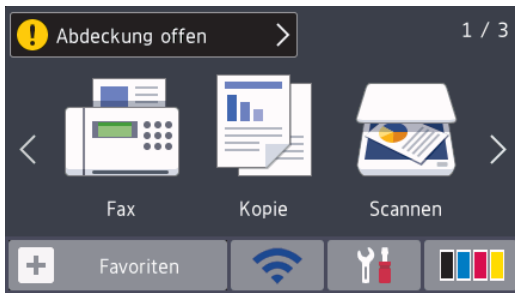 Abdeckung offen
1 / 3
Fax
Kopie
Scannen
Favoriten